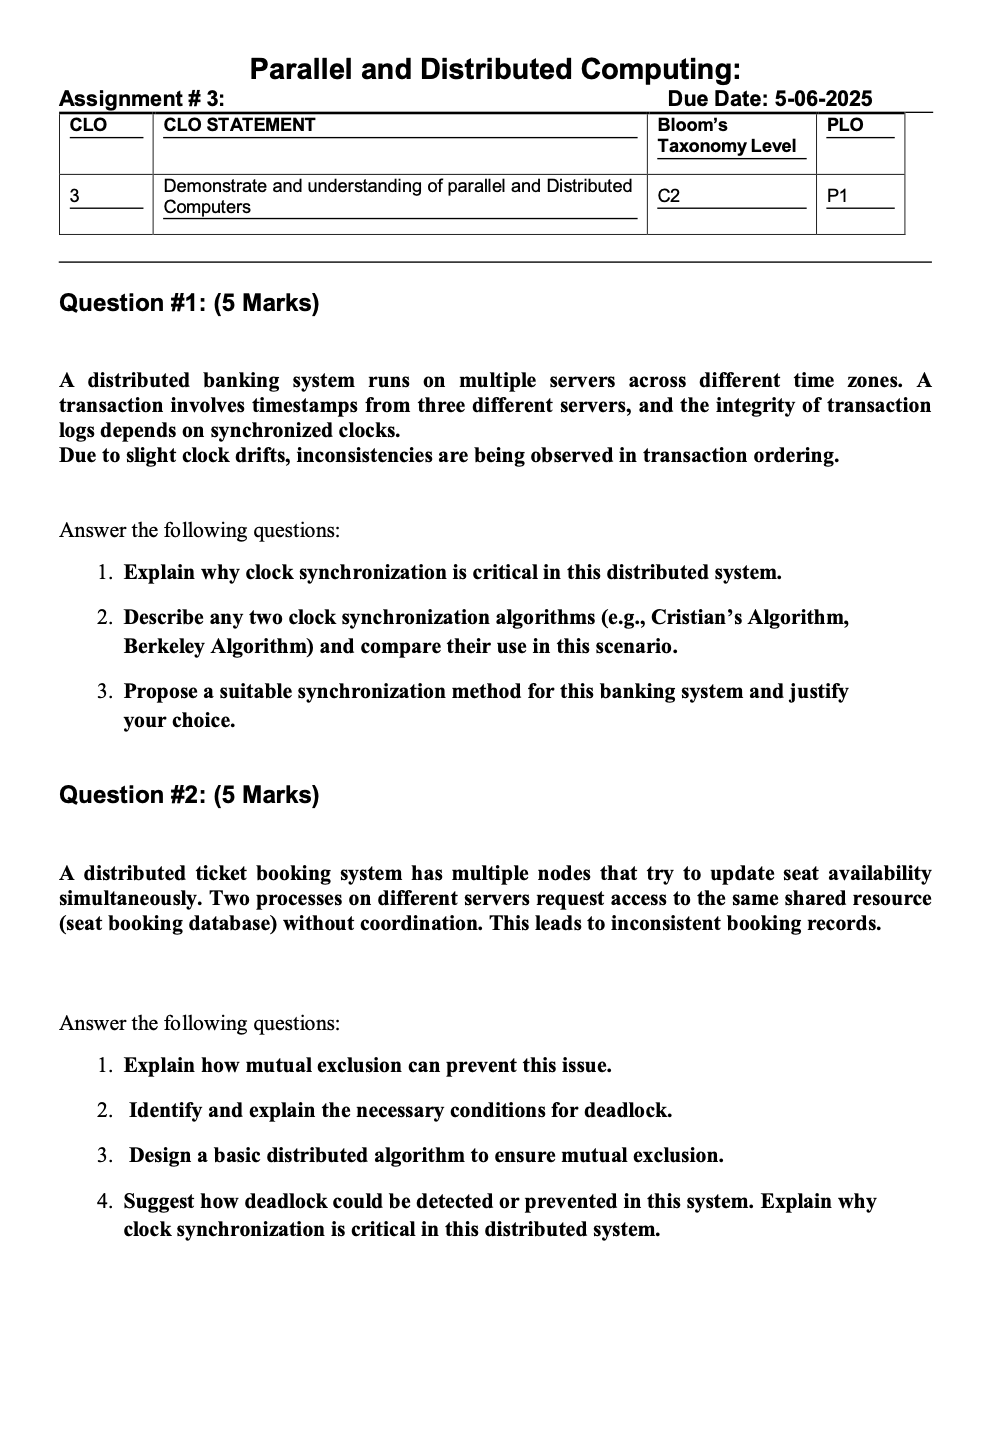 Parallel and Distributed Computing:
Assignment # 3: Due Date: 5-06-2025
CLO CLO STATEMENT Bloom's PLO
Taxonomy Level
3 Demonstrate and understanding of parallel and Distributed C2 P1
Computers
Question #1: (5 Marks)
A distributed banking system runs on multiple servers across different time zones. A
transaction involves timestamps from three different servers, and the integrity of transaction
logs depends on synchronized clocks.
Due to slight clock drifts, inconsistencies are being observed in transaction ordering.
Answer the following questions:
1. Explain why clock synchronization is critical in this distributed system.
2. Describe any two clock synchronization algorithms (e.g., Cristian's Algorithm,
Berkeley Algorithm) and compare their use in this scenario.
3. Propose a suitable synchronization method for this banking system and justify
your choice.
Question #2: (5 Marks)
A distributed ticket booking system has multiple nodes that try to update seat availability
simultaneously. Two processes on different servers request access to the same shared resource
(seat booking database) without coordination. This leads to inconsistent booking records.
Answer the following questions:
1. Explain how mutual exclusion can prevent this issue.
2. Identify and explain the necessary conditions for deadlock.
3. Design a basic distributed algorithm to ensure mutual exclusion.
4. Suggest how deadlock could be detected or prevented in this system. Explain why
clock synchronization is critical in this distributed system.